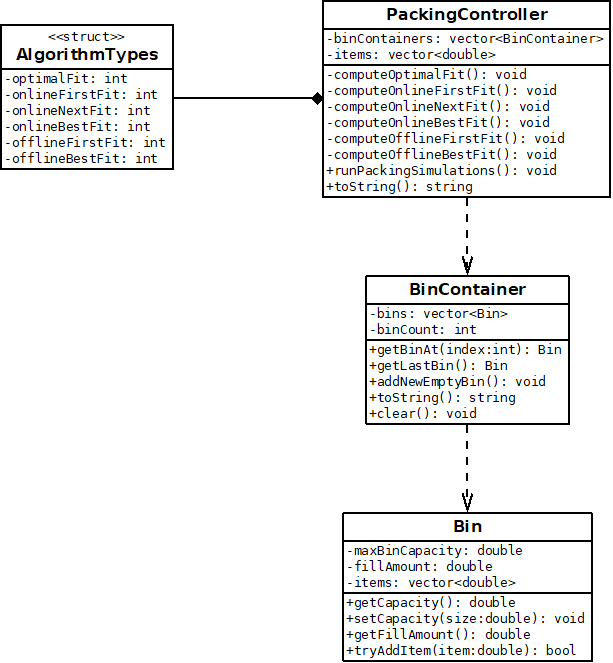 <<struct>>
AlgorithmTypes
-optimalFit: int
-onlineFirstFit: int
-onlineNextFit: int
-onlineBestFit: int
-offlineFirstFit: int
-offlineBestFit: int
PackingController
-binContainers: vector<BinContainer>
-items: vector<double>
-computeOptimalFit(): void
-computeOnlineFirstFit(): void
-computeOnlineNextFit(): void
-computeOnlineBestFit(): void
-computeOfflineFirstFit(): void
-computeOfflineBestFit(): void
+runPackingSimulations(): void
+toString(): string
BinContainer
-bins: vector<Bin>
-binCount: int
+getBinAt(index:int): Bin
+getLastBin(): Bin
+addNewEmptyBin(): void
+toString(): string
+clear(): void
Bin
-maxBinCapacity: double
-fillAmount: double
-items: vector<double>
+getCapacity(): double
+setCapacity(size:double): void
+getFillAmount(): double
+tryAddItem(item:double): bool